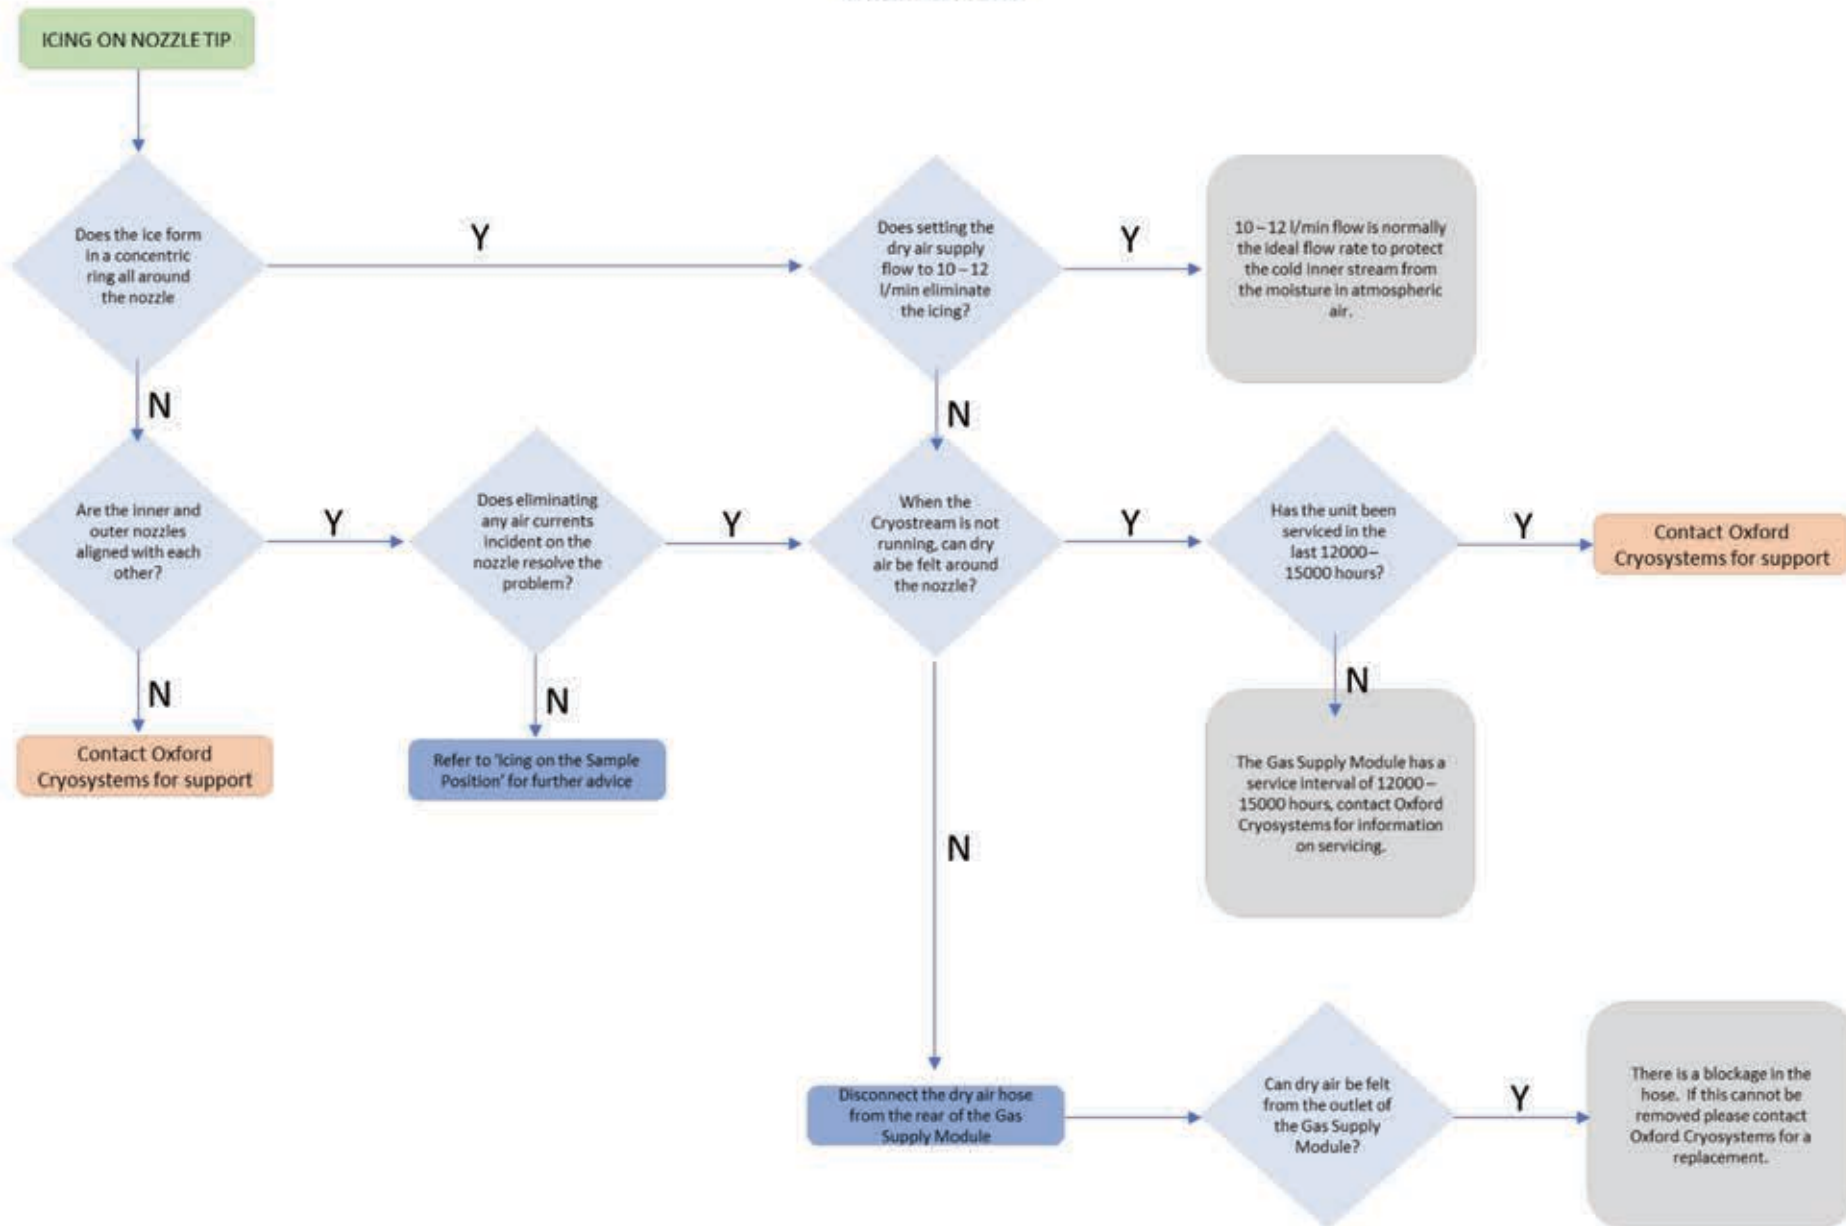 ICING ON NOZZLE TIP
Does the ice form
in a concentric
ring all around
the nozzle
Y
Does setting the
dry air supply
flow to 10 – 12
l/min eliminate
the icing?
Y
10 – 12 l/min flow is normally
the ideal flow rate to protect
the cold inner stream from
the moisture in atmospheric
air.
N
N
Are the inner and
outer nozzles
aligned with each
other?
Y
Does eliminating
any air currents
incident on the
nozzle resolve the
problem?
Y
When the
Cryostream is not
running, can dry
air be felt around
the nozzle?
Y
Has the unit been
serviced in the
last 12000 –
15000 hours?
Y
Contact Oxford
Cryosystems for support
N
N
N
Contact Oxford
Cryosystems for support
Refer to 'Icing on the Sample
Position' for further advice
The Gas Supply Module has a
service interval of 12000 –
15000 hours, contact Oxford
Cryosystems for information
on servicing.
N
Disconnect the dry air hose
from the rear of the Gas
Supply Module
Can dry air be felt
from the outlet of
the Gas Supply
Module?
Y
There is a blockage in the
hose. If this cannot be
removed please contact
Oxford Cryosystems for a
replacement.